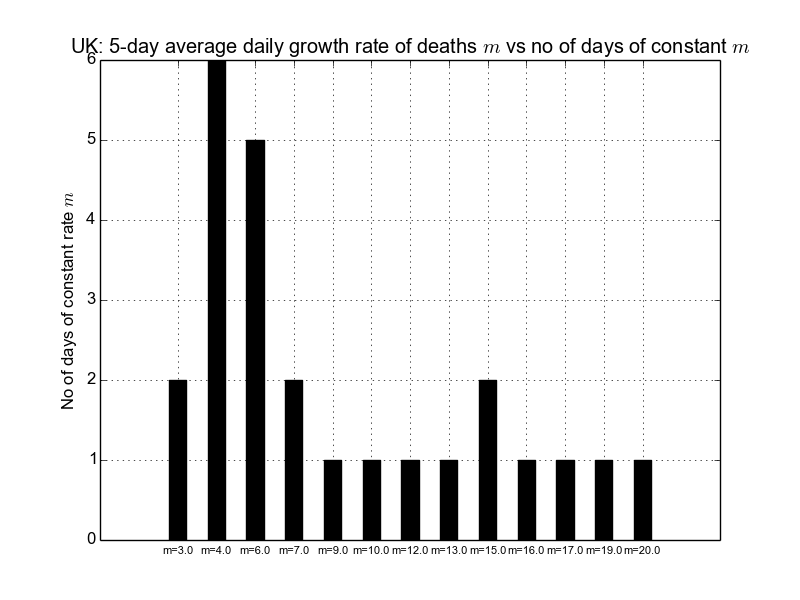 UK: 5-day average daily growth rate of deaths m vs no of days of constant m
6
5
4
3
2
1
0
No of days of constant rate m
m=3.0 m=4.0 m=6.0 m=7.0 m=9.0 m=10.0 m=12.0 m=13.0 m=15.0 m=16.0 m=17.0 m=19.0 m=20.0